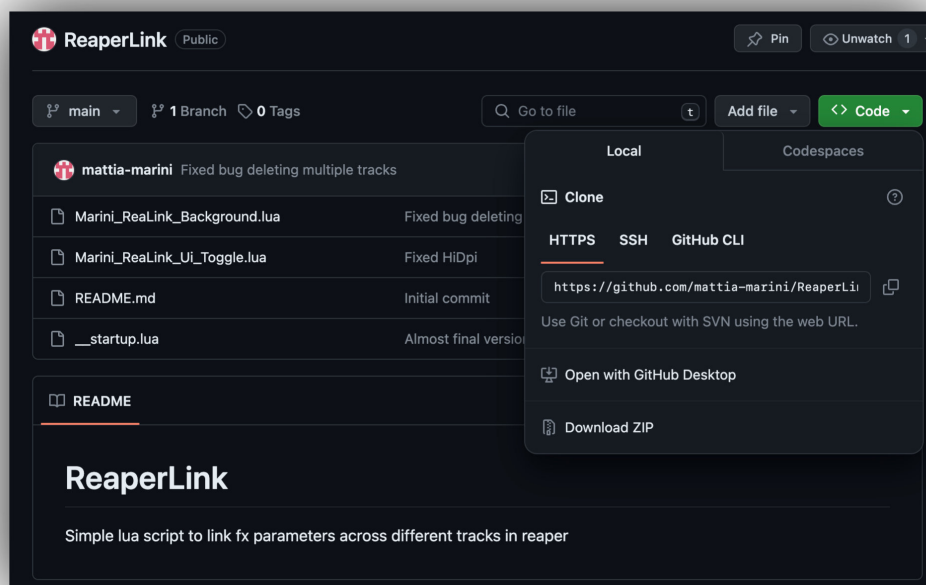 ReaperLink Public Pin Unwatch 1
main 1 Branch 0 Tags Go to file t Add file Code
mattia-marini Fixed bug deleting multiple tracks
Marini_ReaLink_Background.lua Fixed bug deleting
Marini_ReaLink_Ui_Toggle.lua Fixed HiDpi
README.md Initial commit
__startup.lua Almost final version
Local Codespaces
Clone
HTTPS SSH GitHub CLI
https://github.com/mattia-marini/ReaperLi
Use Git or checkout with SVN using the web URL.
Open with GitHub Desktop
Download ZIP
README
ReaperLink
Simple lua script to link fx parameters across different tracks in reaper